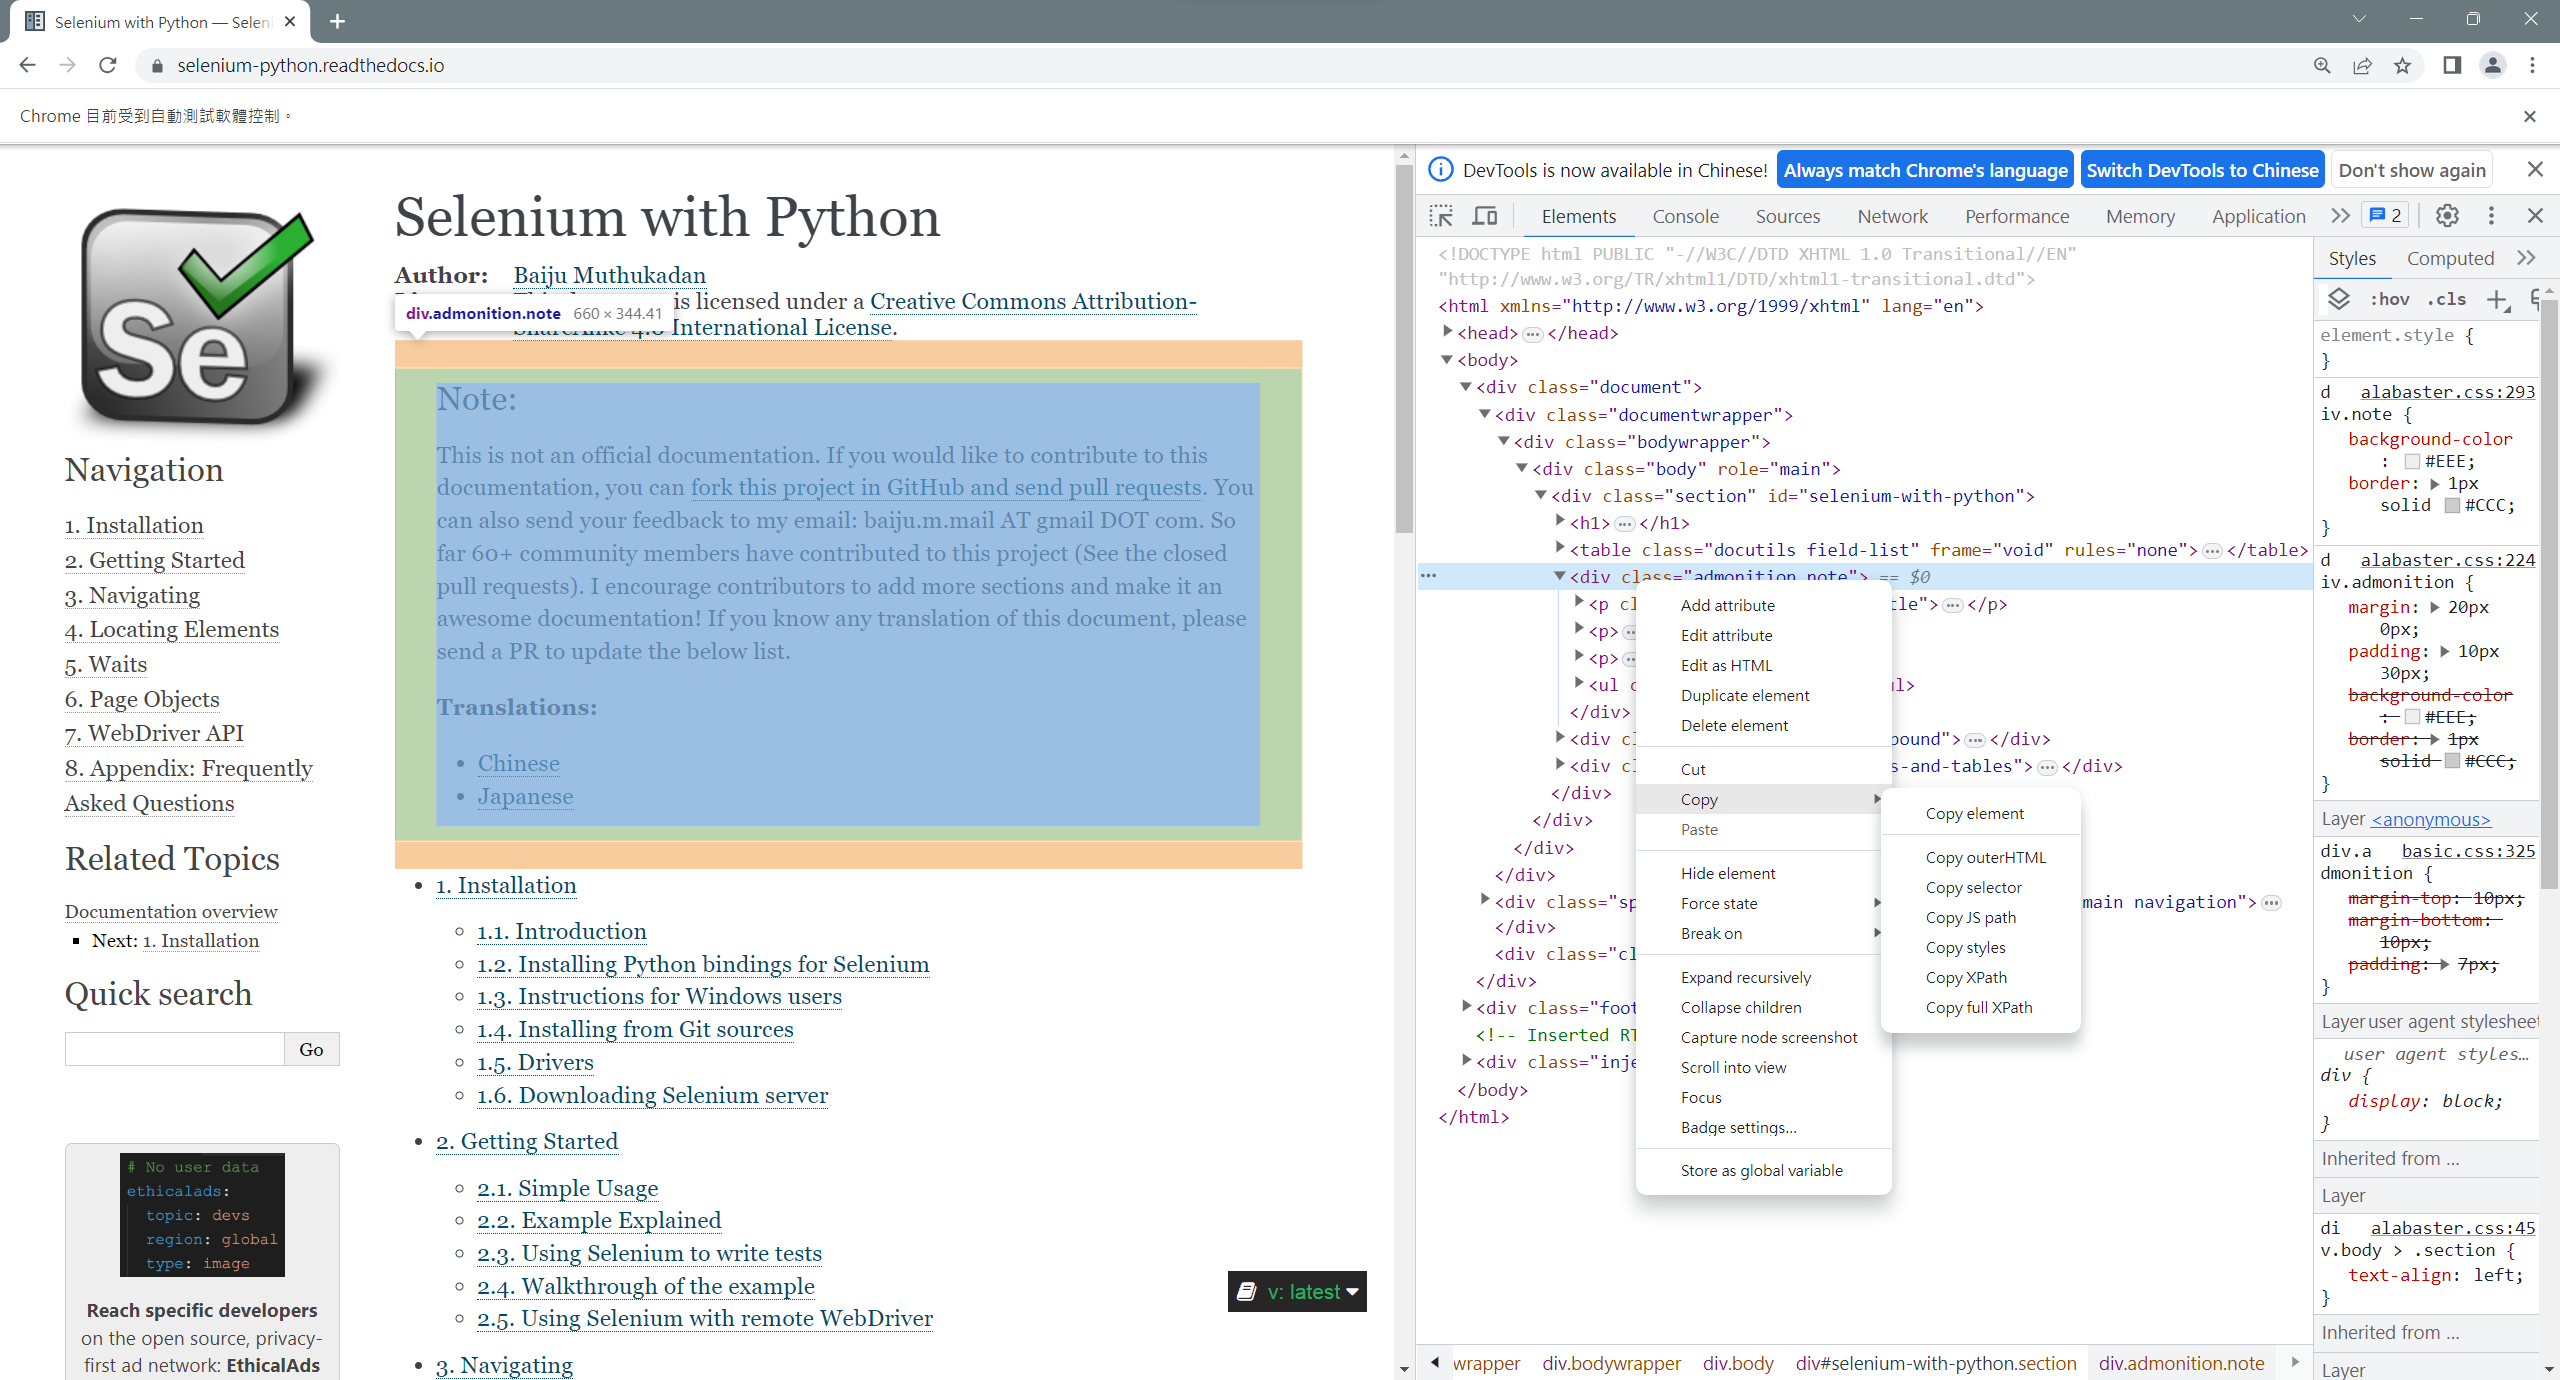 Selenium with Python — Selen
selenium-python.readthedocs.io
Chrome 目前受到自動測試軟體控制。
Se
Navigation
1. Installation
2. Getting Started
3. Navigating
4. Locating Elements
5. Waits
6. Page Objects
7. WebDriver API
8. Appendix: Frequently
Asked Questions
Related Topics
Documentation overview
Next: 1. Installation
Quick search
Go
# No user data
ethicalads:
topic: devs
region: global
type: image
Reach specific developers
on the open source, privacy-
first ad network: EthicalAds
Selenium with Python
Author: Baiju Muthukadan
is licensed under a Creative Commons Attribution-
International License.
div.admonition.note 660 × 344.41
Note:
This is not an official documentation. If you would like to contribute to this
documentation, you can fork this project in GitHub and send pull requests. You
can also send your feedback to my email: baiju.m.mail AT gmail DOT com. So
far 60+ community members have contributed to this project (See the closed
pull requests). I encourage contributors to add more sections and make it an
awesome documentation! If you know any translation of this document, please
send a PR to update the below list.
Translations:
Chinese
Japanese
1. Installation
1.1. Introduction
1.2. Installing Python bindings for Selenium
1.3. Instructions for Windows users
1.4. Installing from Git sources
1.5. Drivers
1.6. Downloading Selenium server
2. Getting Started
2.1. Simple Usage
2.2. Example Explained
2.3. Using Selenium to write tests
2.4. Walkthrough of the example
2.5. Using Selenium with remote WebDriver
3. Navigating
v: latest
DevTools is now available in Chinese! Always match Chrome's language Switch DevTools to Chinese Don't show again
Elements Console Sources Network Performance Memory Application 2
<!DOCTYPE html PUBLIC "-//W3C//DTD XHTML 1.0 Transitional//EN"
"http://www.w3.org/TR/xhtml1/DTD/xhtml1-transitional.dtd">
<html xmlns="http://www.w3.org/1999/xhtml" lang="en">
<head>…</head>
<body>
<div class="document">
<div class="documentwrapper">
<div class="bodywrapper">
<div class="body" role="main">
<div class="section" id="selenium-with-python">
<h1>…</h1>
<table class="docutils field-list" frame="void" rules="none">…</table>
<div class="admonition note"> == $0
<p cl tle">…</p>
<p>…
<p>…
<ul c ul>
</div>
<div cl pound">…</div>
<div cl s-and-tables">…</div>
</div>
</div>
</div>
</div>
<div class="sp main navigation">…
</div>
<div class="cl
</div>
<div class="foot
<!-- Inserted RT
<div class="inje
</body>
</html>
Add attribute
Edit attribute
Edit as HTML
Duplicate element
Delete element
Cut
Copy
Paste
Hide element
Force state
Break on
Expand recursively
Collapse children
Capture node screenshot
Scroll into view
Focus
Badge settings...
Store as global variable
Copy element
Copy outerHTML
Copy selector
Copy JS path
Copy styles
Copy XPath
Copy full XPath
wrapper div.bodywrapper div.body div#selenium-with-python.section div.admonition.note
Styles Computed
:hov .cls
element.style {
}
d alabaster.css:293
iv.note {
background-color
: #EEE;
border: 1px
solid #CCC;
}
d alabaster.css:224
iv.admonition {
margin: 20px
0px;
padding: 10px
30px;
background-color
: #EEE;
border: 1px
solid #CCC;
}
Layer <anonymous>
div.a basic.css:325
dmonition {
margin-top: 10px;
margin-bottom:
10px;
padding: 7px;
}
Layer user agent stylesheet
user agent styles…
div {
display: block;
}
Inherited from ...
Layer
di alabaster.css:45
v.body > .section {
text-align: left;
}
Inherited from ...
Layer